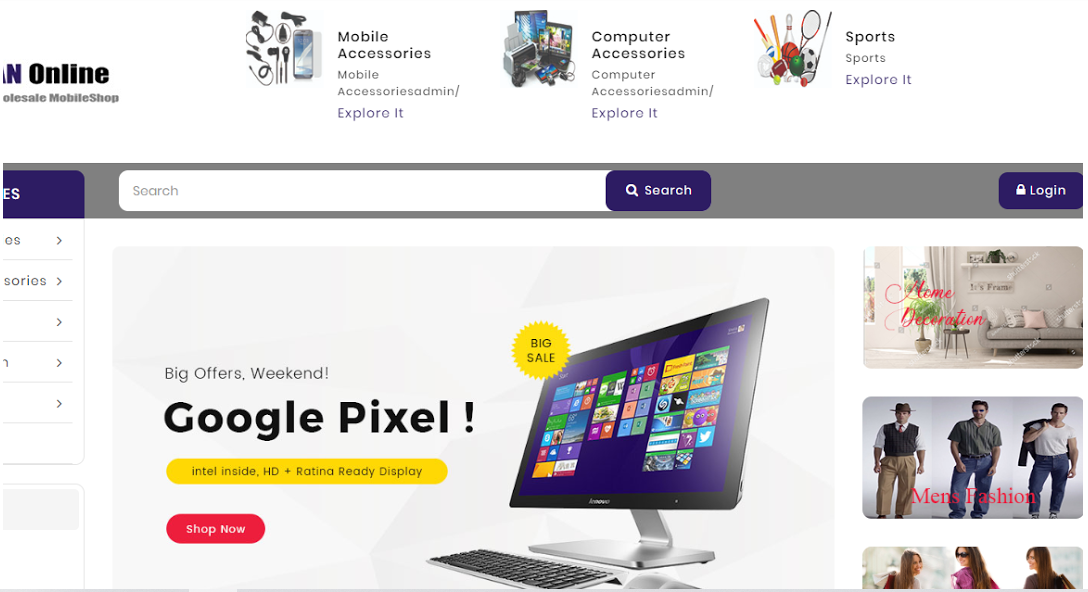 Mobile
Accessories
Mobile
Accessoriesadmin/
Explore It
Computer
Accessories
Computer
Accessoriesadmin/
Explore It
Sports
Sports
Explore It
AN Online
olesale MobileShop
ES
Search
Search
Login
es
sories
n
BIG
SALE
Big Offers, Weekend!
Google Pixel !
intel inside, HD + Ratina Ready Display
Shop Now
lenovo
Home
Decoration
It's Frame
Mens Fashion